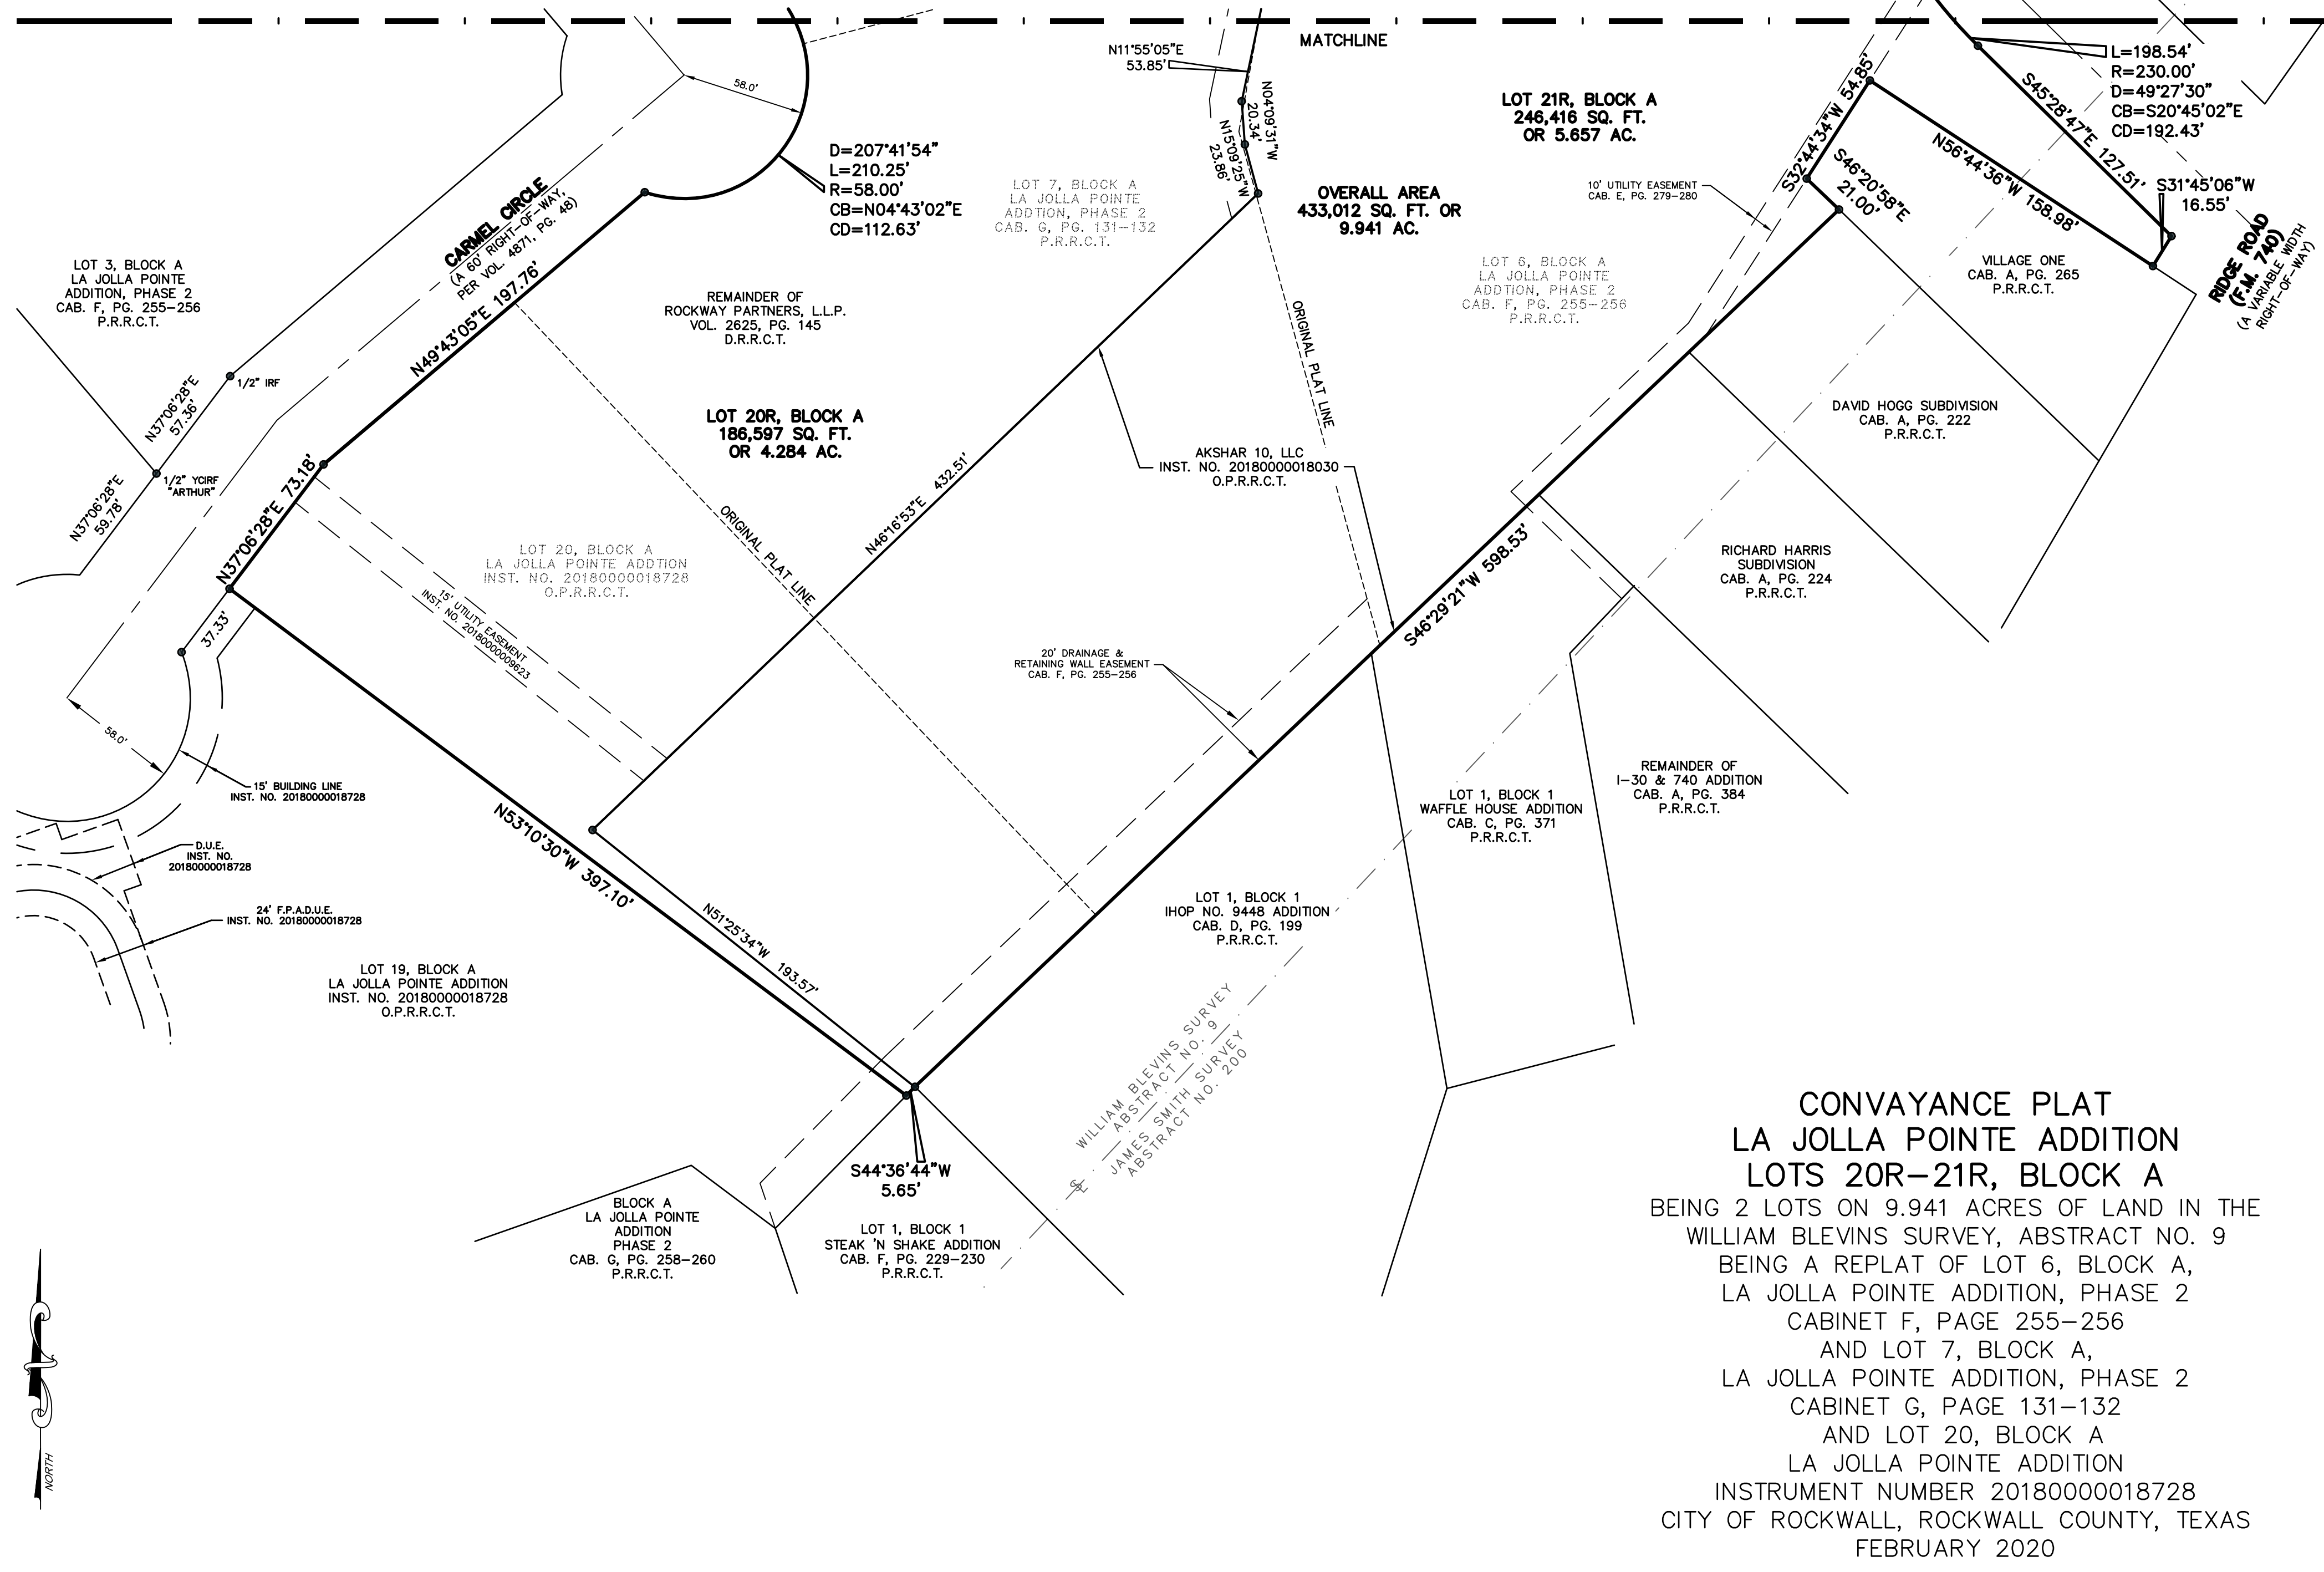 MATCHLINE
N11°55'05"E
53.85'
N04°09'31"W
20.34'
N15°09'25"W
23.86'
58.0'
D=207°41'54"
L=210.25'
R=58.00'
CB=N04°43'02"E
CD=112.63'
LOT 21R, BLOCK A
246,416 SQ. FT.
OR 5.657 AC.
OVERALL AREA
433,012 SQ. FT. OR
9.941 AC.
L=198.54'
R=230.00'
D=49°27'30"
CB=S20°45'02"E
CD=192.43'
S45°28'47"E 127.51'
S32°44'34"W 54.85'
N56°44'36"W 158.98'
S46°20'58"E
21.00'
S31°45'06"W
16.55'
10' UTILITY EASEMENT
CAB. E, PG. 279-280
RIDGE ROAD
(F.M. 740)
(A VARIABLE WIDTH
RIGHT-OF-WAY)
VILLAGE ONE
CAB. A, PG. 265
P.R.R.C.T.
LOT 7, BLOCK A
LA JOLLA POINTE
ADDTION, PHASE 2
CAB. G, PG. 131-132
P.R.R.C.T.
LOT 6, BLOCK A
LA JOLLA POINTE
ADDTION, PHASE 2
CAB. F, PG. 255-256
P.R.R.C.T.
CARMEL CIRCLE
(A 60' RIGHT-OF-WAY,
PER VOL. 4871, PG. 48)
N49°43'05"E 197.76'
LOT 3, BLOCK A
LA JOLLA POINTE
ADDITION, PHASE 2
CAB. F, PG. 255-256
P.R.R.C.T.
REMAINDER OF
ROCKWAY PARTNERS, L.L.P.
VOL. 2625, PG. 145
D.R.R.C.T.
ORIGINAL PLAT LINE
1/2" IRF
N37°06'28"E
57.36'
LOT 20R, BLOCK A
186,597 SQ. FT.
OR 4.284 AC.
DAVID HOGG SUBDIVISION
CAB. A, PG. 222
P.R.R.C.T.
AKSHAR 10, LLC
INST. NO. 20180000018030
O.P.R.R.C.T.
N46°16'53"E 432.51'
1/2" YCIRF
"ARTHUR"
N37°06'28"E
59.78'
N37°06'28"E 73.18'
ORIGINAL PLAT LINE
LOT 20, BLOCK A
LA JOLLA POINTE ADDTION
INST. NO. 20180000018728
O.P.R.R.C.T.
S46°29'21"W 598.53'
RICHARD HARRIS
SUBDIVISION
CAB. A, PG. 224
P.R.R.C.T.
15' UTILITY EASEMENT
INST. NO. 20180000009623
37.33'
20' DRAINAGE &
RETAINING WALL EASEMENT
CAB. F, PG. 255-256
58.0'
15' BUILDING LINE
INST. NO. 20180000018728
REMAINDER OF
I-30 & 740 ADDITION
CAB. A, PG. 384
P.R.R.C.T.
LOT 1, BLOCK 1
WAFFLE HOUSE ADDITION
CAB. C, PG. 371
P.R.R.C.T.
N53°10'30"W 397.10'
D.U.E.
INST. NO.
20180000018728
24' F.P.A.D.U.E.
INST. NO. 20180000018728
N51°25'34"W 193.57'
LOT 1, BLOCK 1
IHOP NO. 9448 ADDITION
CAB. D, PG. 199
P.R.R.C.T.
LOT 19, BLOCK A
LA JOLLA POINTE ADDITION
INST. NO. 20180000018728
O.P.R.R.C.T.
WILLIAM BLEVINS SURVEY
ABSTRACT NO. 9
JAMES SMITH SURVEY
ABSTRACT NO. 200
S44°36'44"W
5.65'
BLOCK A
LA JOLLA POINTE
ADDITION
PHASE 2
CAB. G, PG. 258-260
P.R.R.C.T.
LOT 1, BLOCK 1
STEAK 'N SHAKE ADDITION
CAB. F, PG. 229-230
P.R.R.C.T.
NORTH
CONVAYANCE PLAT
LA JOLLA POINTE ADDITION
LOTS 20R-21R, BLOCK A
BEING 2 LOTS ON 9.941 ACRES OF LAND IN THE
WILLIAM BLEVINS SURVEY, ABSTRACT NO. 9
BEING A REPLAT OF LOT 6, BLOCK A,
LA JOLLA POINTE ADDITION, PHASE 2
CABINET F, PAGE 255-256
AND LOT 7, BLOCK A,
LA JOLLA POINTE ADDITION, PHASE 2
CABINET G, PAGE 131-132
AND LOT 20, BLOCK A
LA JOLLA POINTE ADDITION
INSTRUMENT NUMBER 20180000018728
CITY OF ROCKWALL, ROCKWALL COUNTY, TEXAS
FEBRUARY 2020